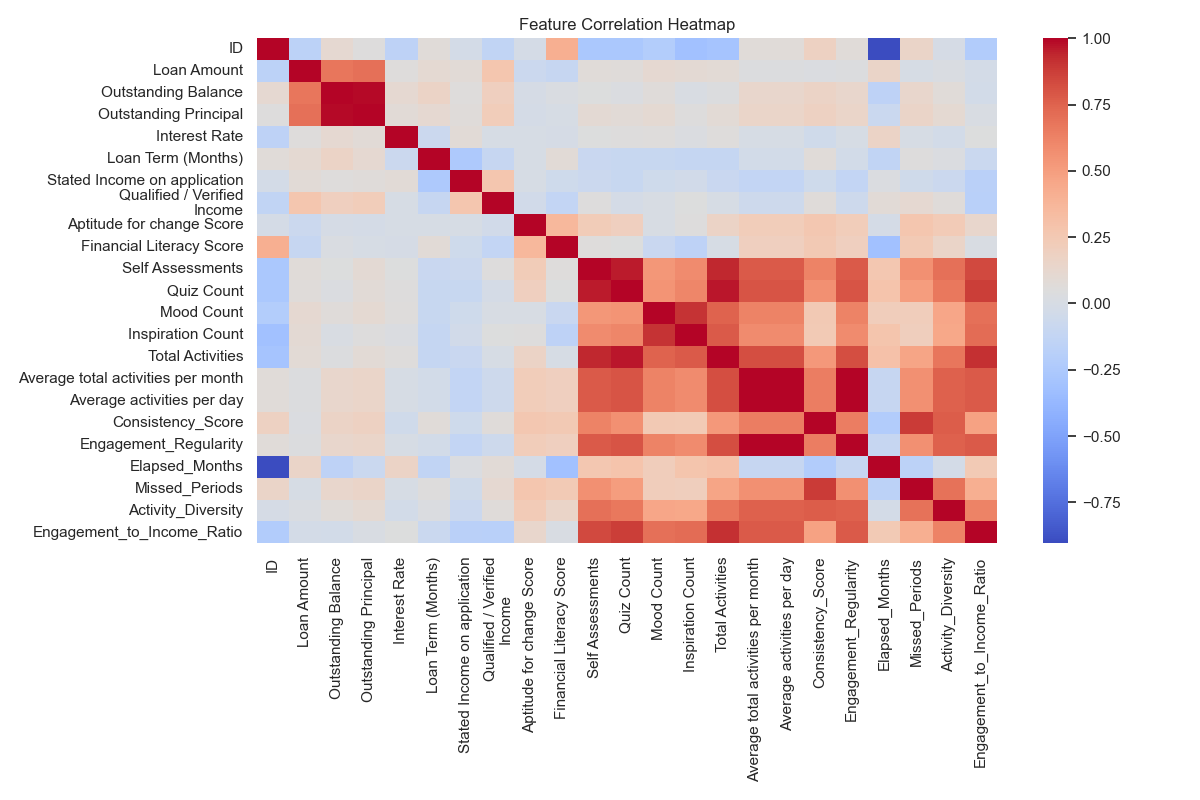 Feature Correlation Heatmap
ID
Loan Amount
Outstanding Balance
Outstanding Principal
Interest Rate
Loan Term (Months)
Stated Income on application
Qualified / Verified
Income
Aptitude for change Score
Financial Literacy Score
Self Assessments
Quiz Count
Mood Count
Inspiration Count
Total Activities
Average total activities per month
Average activities per day
Consistency_Score
Engagement_Regularity
Elapsed_Months
Missed_Periods
Activity_Diversity
Engagement_to_Income_Ratio
ID
Loan Amount
Outstanding Balance
Outstanding Principal
Interest Rate
Loan Term (Months)
Stated Income on application
Qualified / Verified
Income
Aptitude for change Score
Financial Literacy Score
Self Assessments
Quiz Count
Mood Count
Inspiration Count
Total Activities
Average total activities per month
Average activities per day
Consistency_Score
Engagement_Regularity
Elapsed_Months
Missed_Periods
Activity_Diversity
Engagement_to_Income_Ratio
1.00
0.75
0.50
0.25
0.00
−0.25
−0.50
−0.75